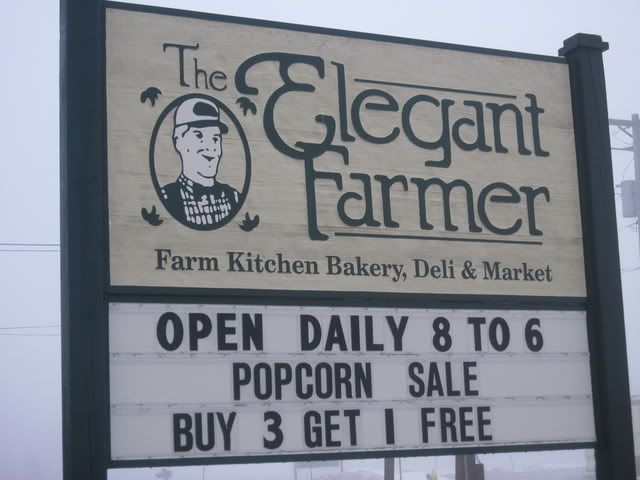 The Elegant
Farmer
Farm Kitchen Bakery, Deli & Market
OPEN DAILY 8 TO 6
POPCORN SALE
BUY 3 GET 1 FREE